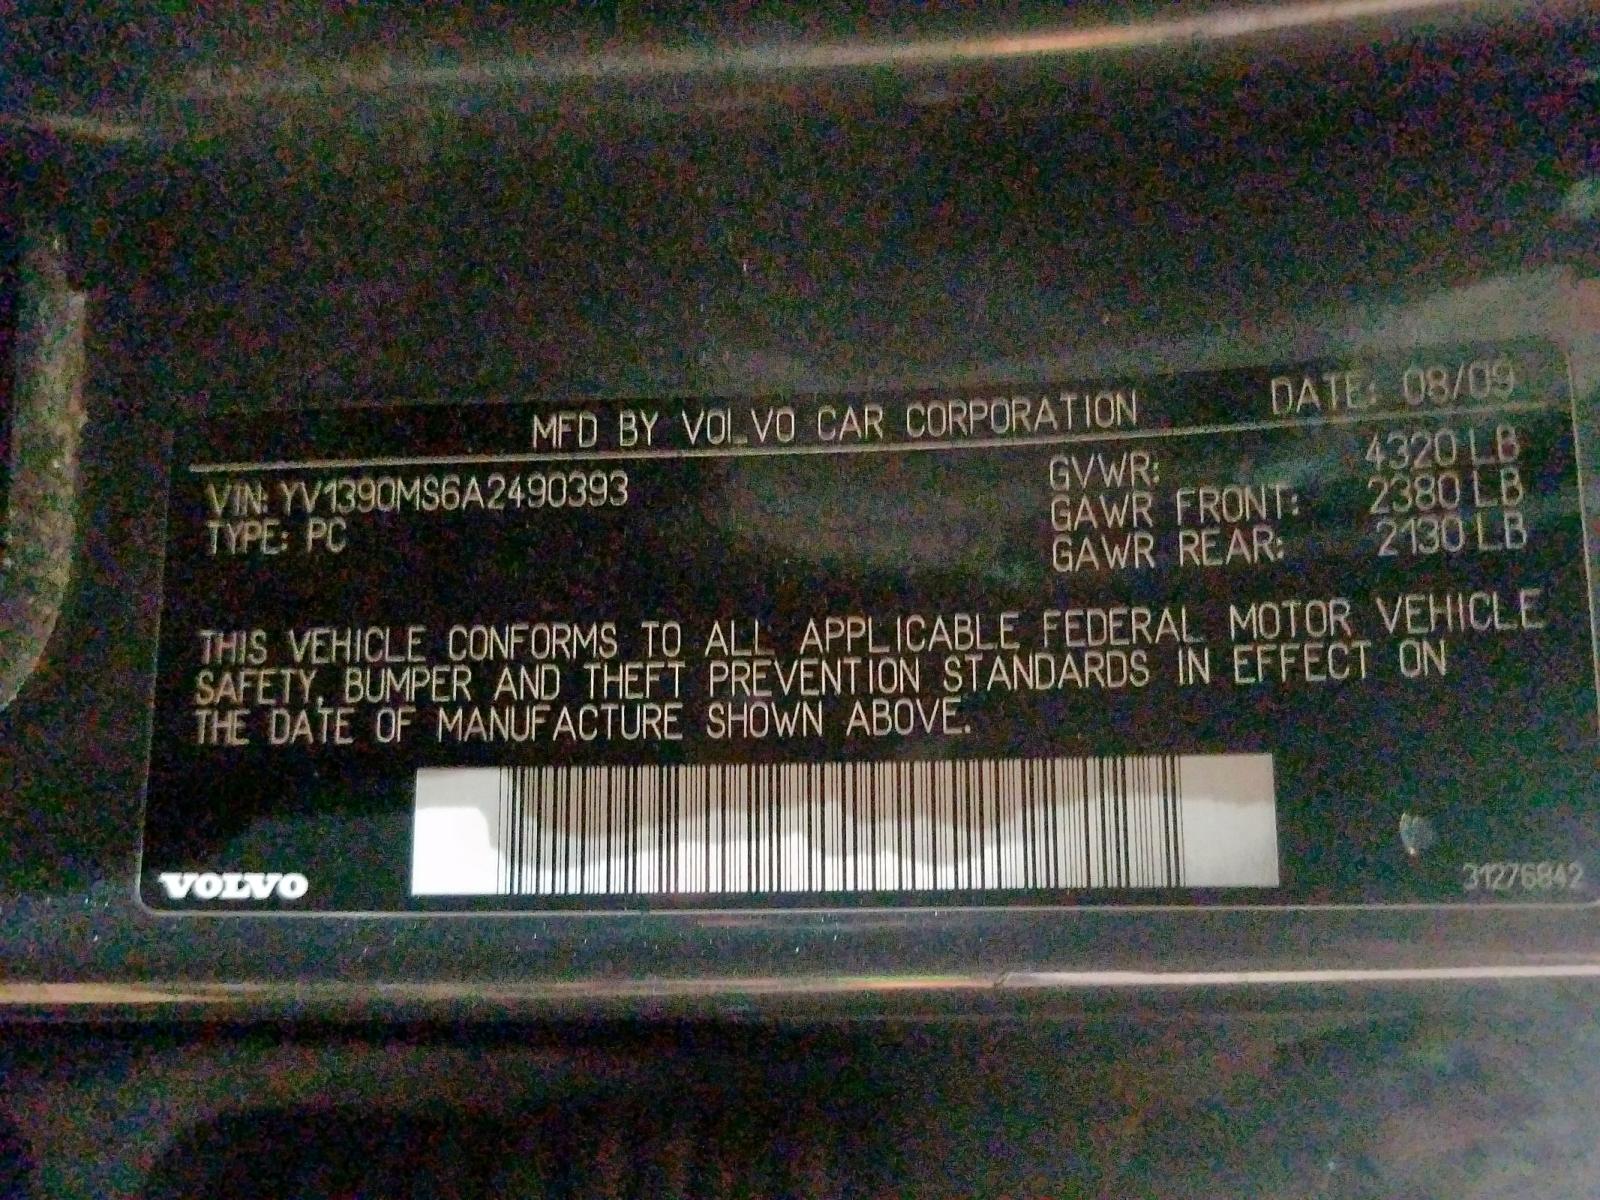 MFD BY VOLVO CAR CORPORATION DATE: 08/09
VIN: YV1390MS6A2490393 GVWR: 4320 LB
TYPE: PC GAWR FRONT: 2380 LB
GAWR REAR: 2130 LB
THIS VEHICLE CONFORMS TO ALL APPLICABLE FEDERAL MOTOR VEHICLE
SAFETY, BUMPER AND THEFT PREVENTION STANDARDS IN EFFECT ON
THE DATE OF MANUFACTURE SHOWN ABOVE.
VOLVO
31276842